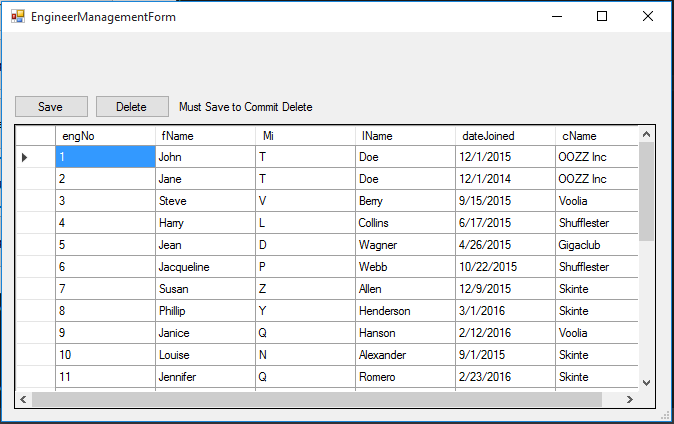 EngineerManagementForm
Save Delete Must Save to Commit Delete
engNo fName Mi lName dateJoined cName
1 John T Doe 12/1/2015 OOZZ Inc
2 Jane T Doe 12/1/2014 OOZZ Inc
3 Steve V Berry 9/15/2015 Voolia
4 Harry L Collins 6/17/2015 Shufflester
5 Jean D Wagner 4/26/2015 Gigaclub
6 Jacqueline P Webb 10/22/2015 Shufflester
7 Susan Z Allen 12/9/2015 Skinte
8 Phillip Y Henderson 3/1/2016 Skinte
9 Janice Q Hanson 2/12/2016 Voolia
10 Louise N Alexander 9/1/2015 Skinte
11 Jennifer Q Romero 2/23/2016 Skinte